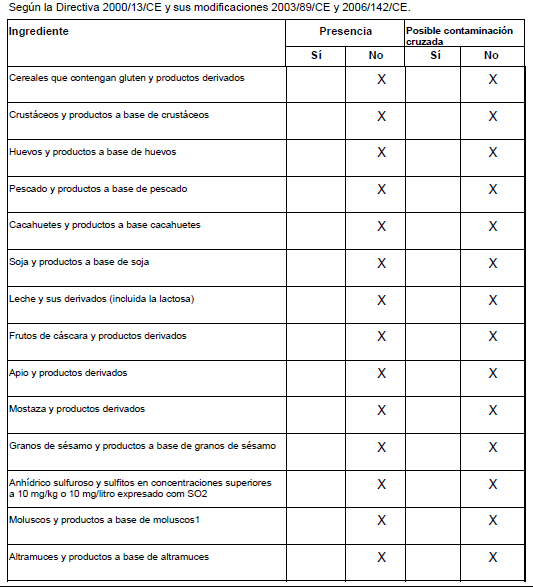 Según la Directiva 2000/13/CE y sus modificaciones 2003/89/CE y 2006/142/CE.
Ingrediente Presencia Posible contaminación
cruzada
Sí No Sí No
Cereales que contengan gluten y productos derivados X X
Crustáceos y productos a base de crustáceos X X
Huevos y productos a base de huevos X X
Pescado y productos a base de pescado X X
Cacahuetes y productos a base cacahuetes X X
Soja y productos a base de soja X X
Leche y sus derivados (incluida la lactosa) X X
Frutos de cáscara y productos derivados X X
Apio y productos derivados X X
Mostaza y productos derivados X X
Granos de sésamo y productos a base de granos de sésamo X X
Anhídrico sulfuroso y sulfitos en concentraciones superiores
a 10 mg/kg o 10 mg/litro expresado com SO2 X X
Moluscos y productos a base de moluscos1 X X
Altramuces y productos a base de altramuces X X